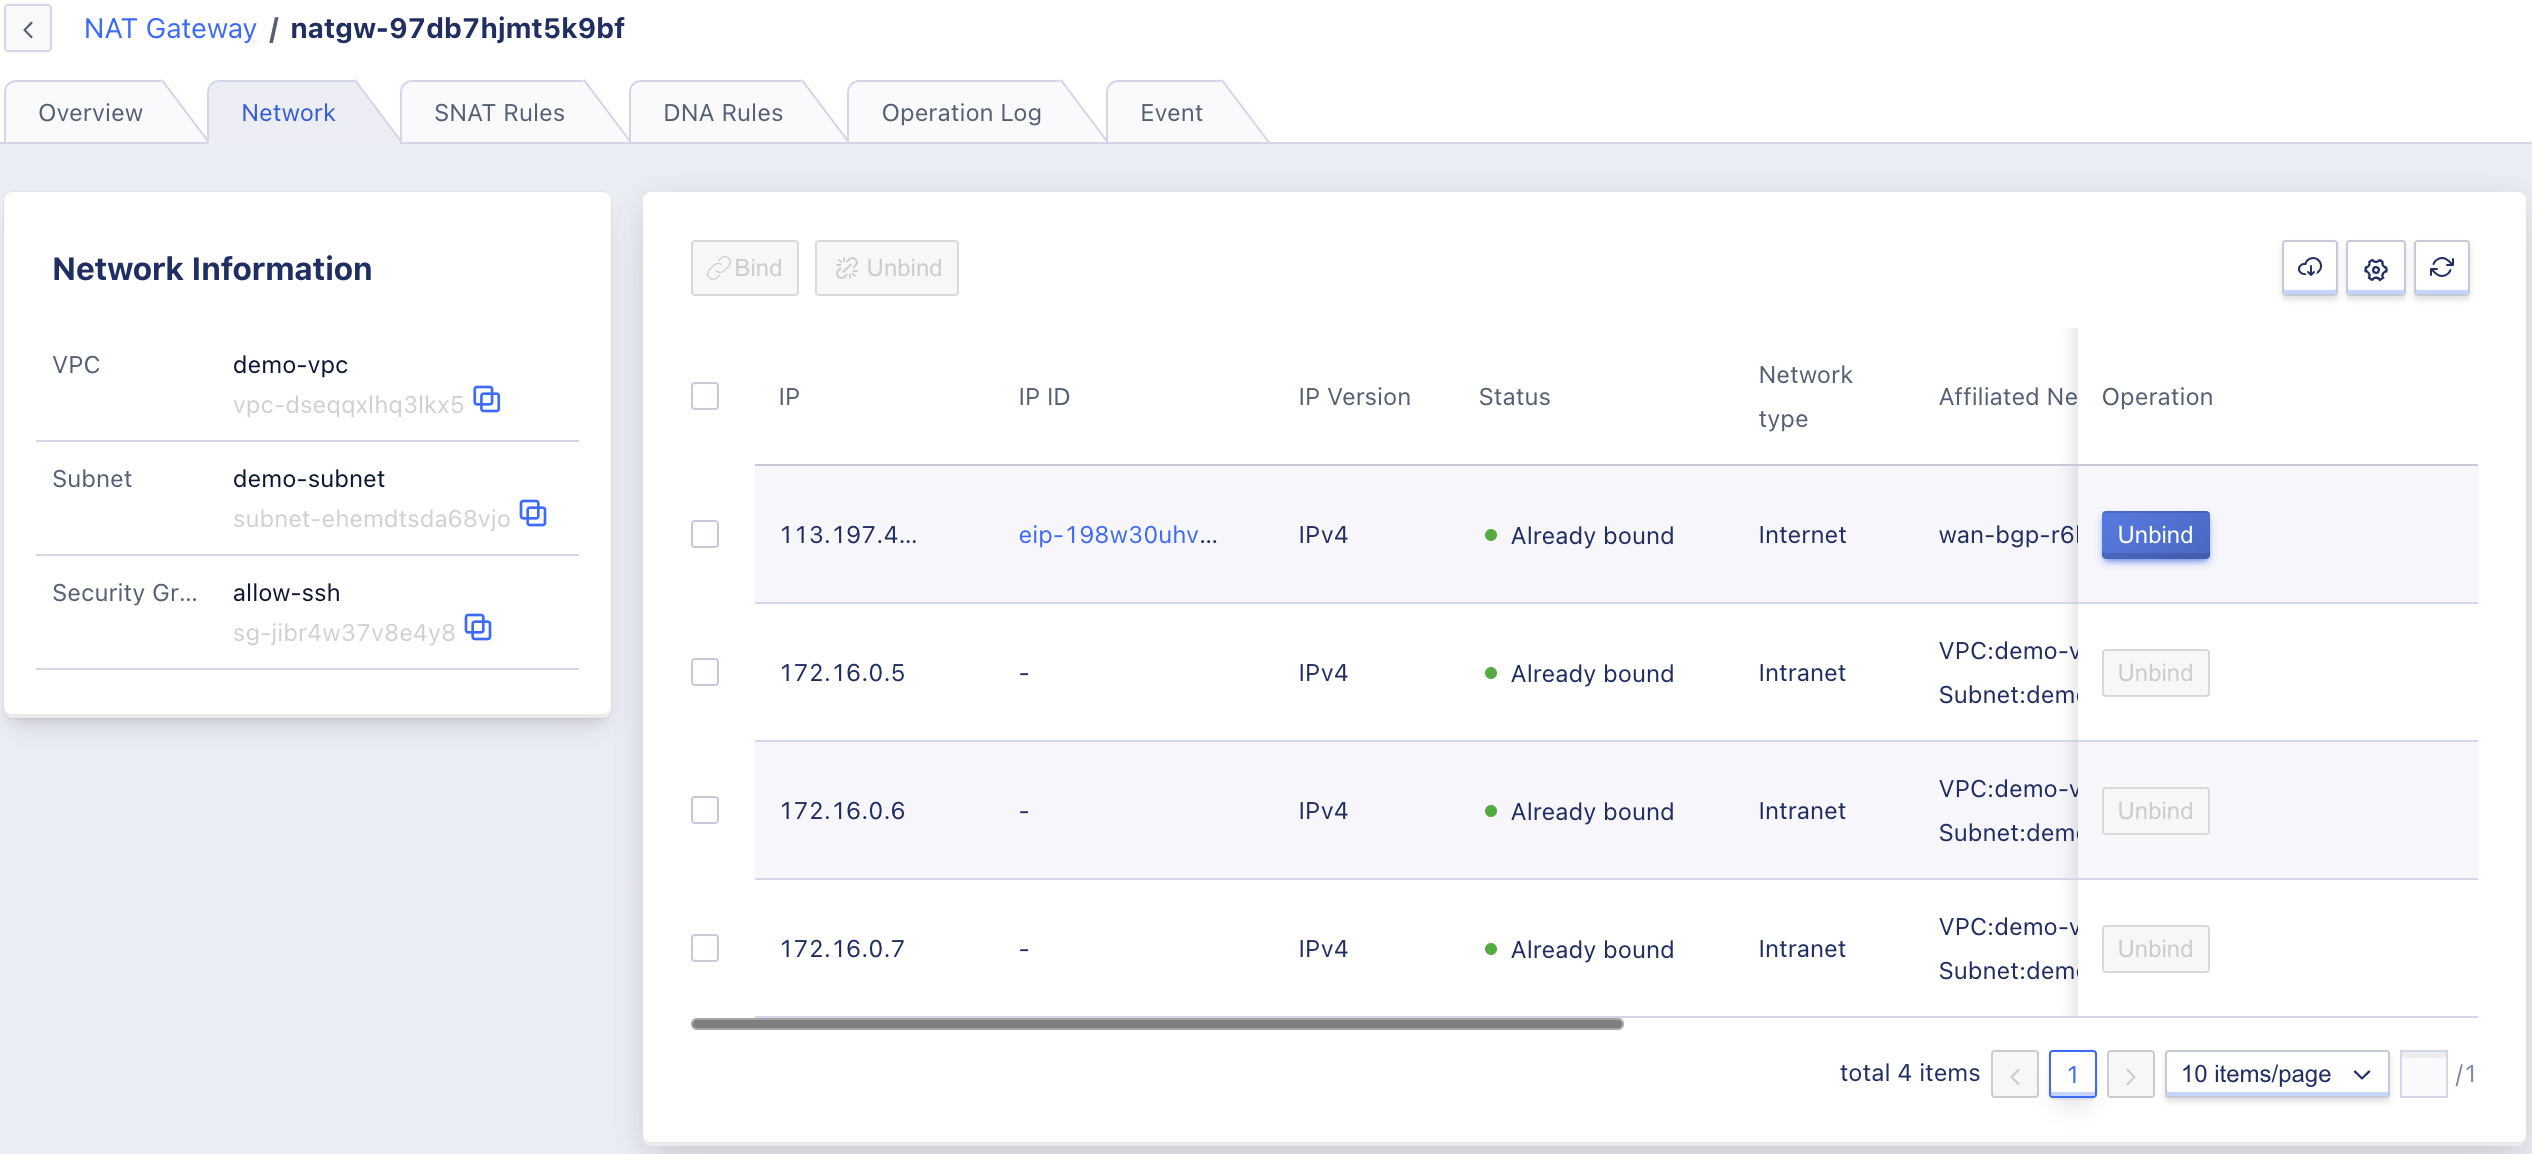 NAT Gateway / natgw-97db7hjmt5k9bf
Overview Network SNAT Rules DNA Rules Operation Log Event
Network Information
VPC demo-vpc
vpc-dseqqxlhq3lkx5
Subnet demo-subnet
subnet-ehemdtsda68vjo
Security Gr... allow-ssh
sg-jibr4w37v8e4y8
Bind Unbind
IP IP ID IP Version Status Network type Affiliated Ne Operation
113.197.4... eip-198w30uhv... IPv4 Already bound Internet wan-bgp-r6 Unbind
172.16.0.5 - IPv4 Already bound Intranet VPC:demo-v Unbind
Subnet:dem
172.16.0.6 - IPv4 Already bound Intranet VPC:demo-v Unbind
Subnet:dem
172.16.0.7 - IPv4 Already bound Intranet VPC:demo-v Unbind
Subnet:dem
total 4 items 1 10 items/page /1